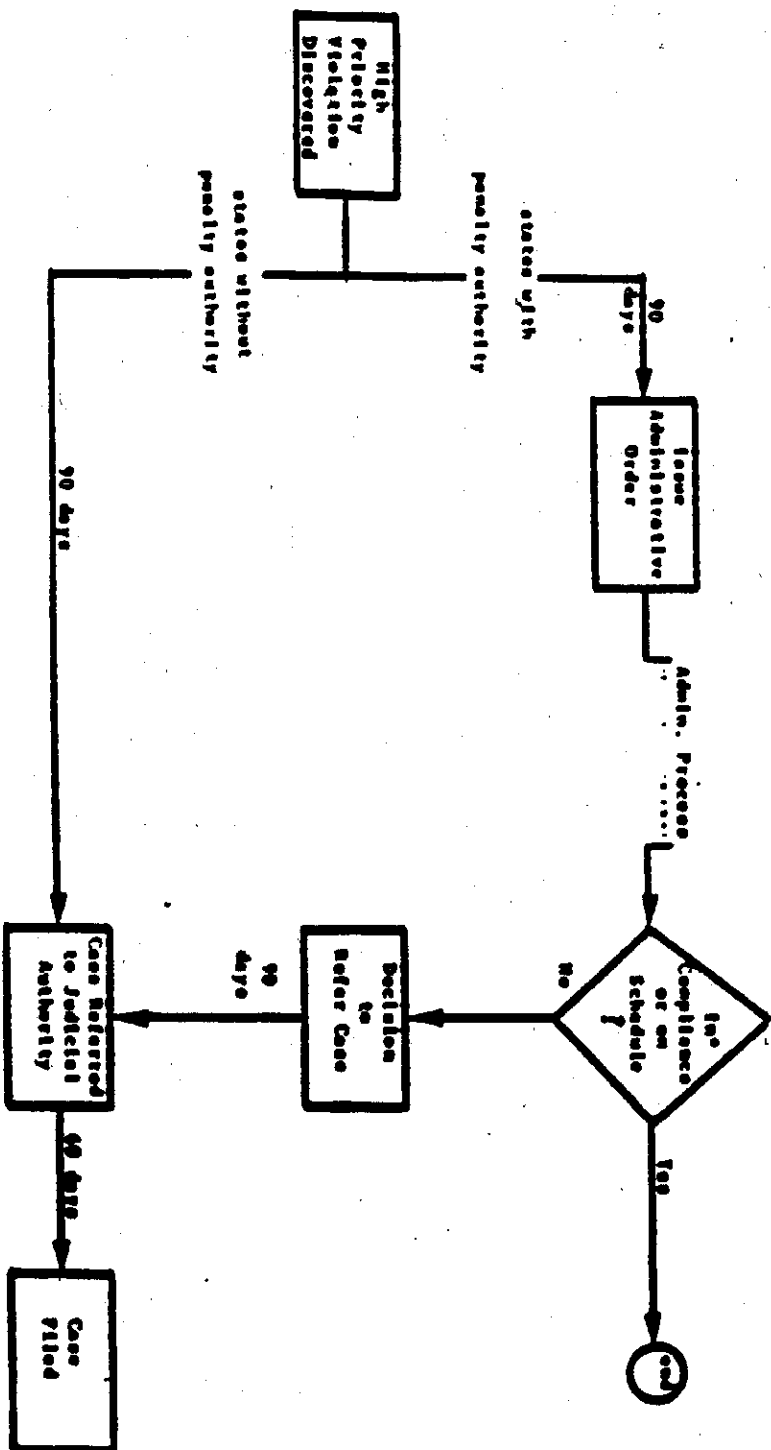 High
Priority
Violation
Discovered
states with
penalty authority
90
days
Issue
Administrative
Order
Admin. Process
In*
Compliance
or on
Schedule
?
Yes
end
No
Decision
to
Refer Case
90
days
states without
penalty authority
90 days
Case Referred
to Judicial
Authority
60 days
Case
Filed